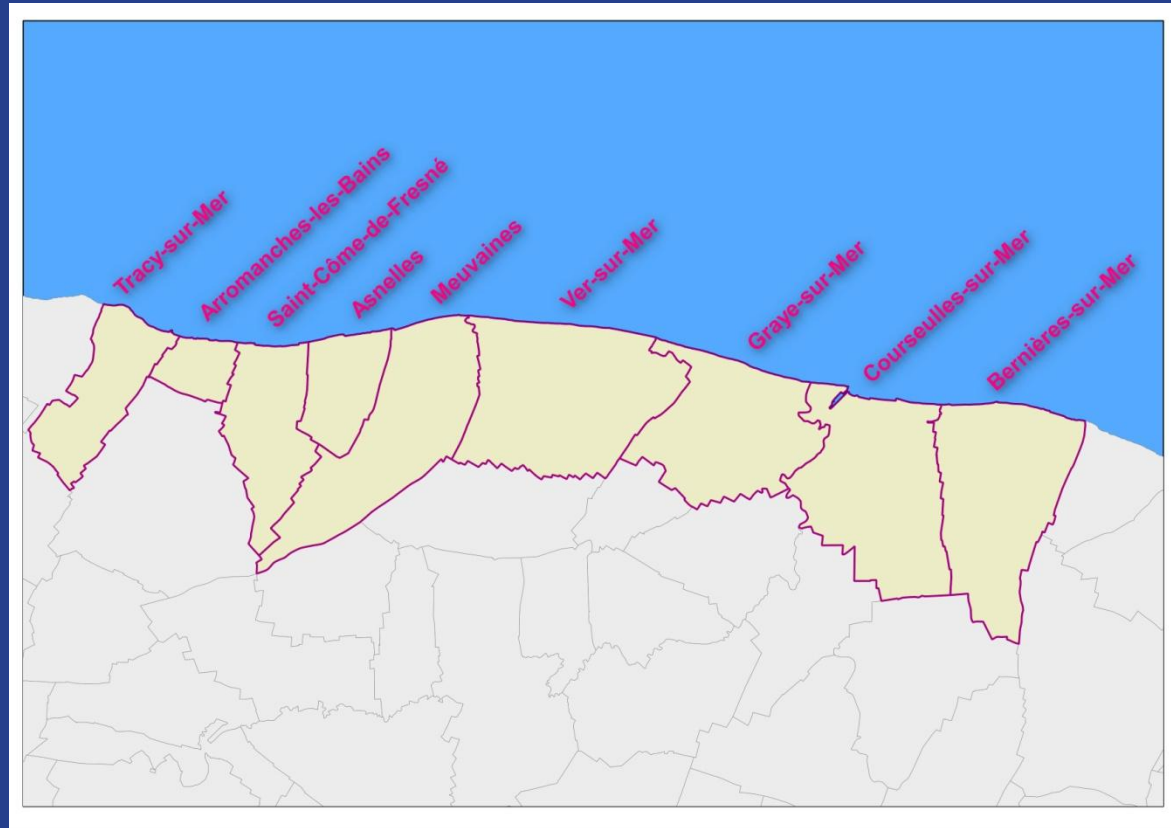 Tracy-sur-Mer
Arromanches-les-Bains
Saint-Côme-de-Fresné
Asnelles
Meuvaines
Ver-sur-Mer
Graye-sur-Mer
Courseulles-sur-Mer
Bernières-sur-Mer